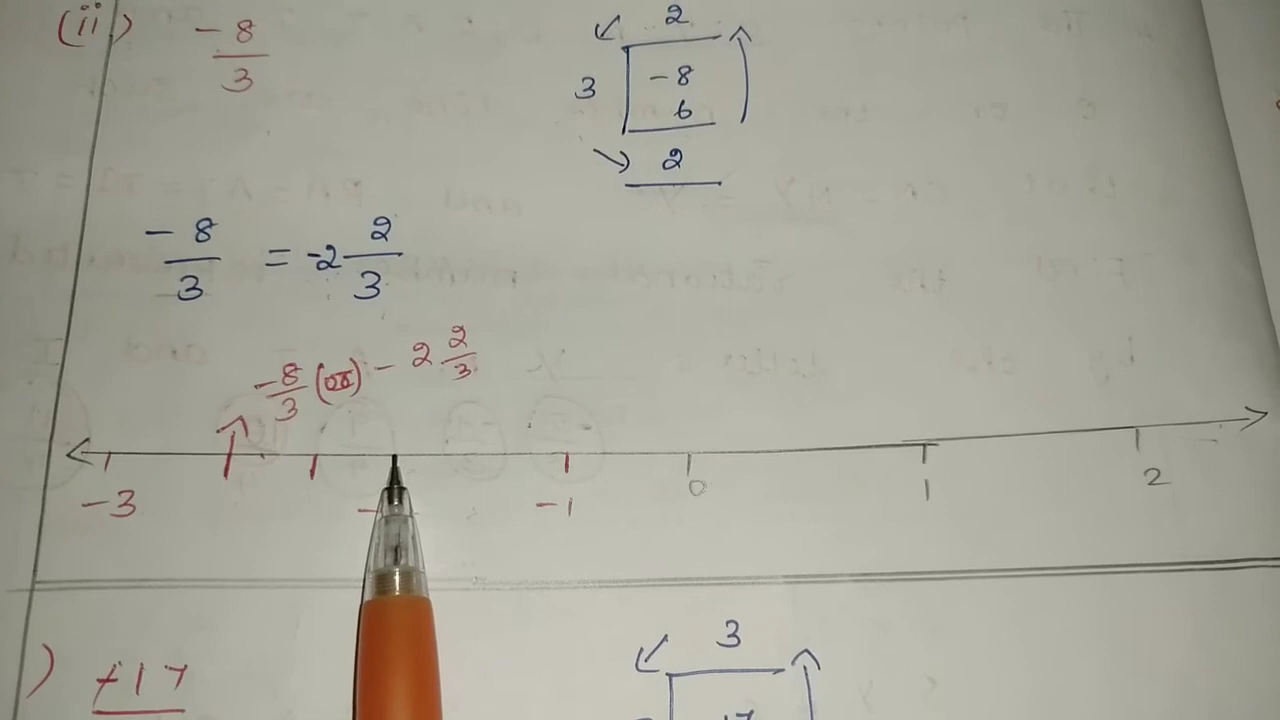 (ii) -8/3
2
3 -8
6
2
-8/3 = -2 2/3
-8/3 (or) -2 2/3
-3 -1 0 1 2
) -17
3
17